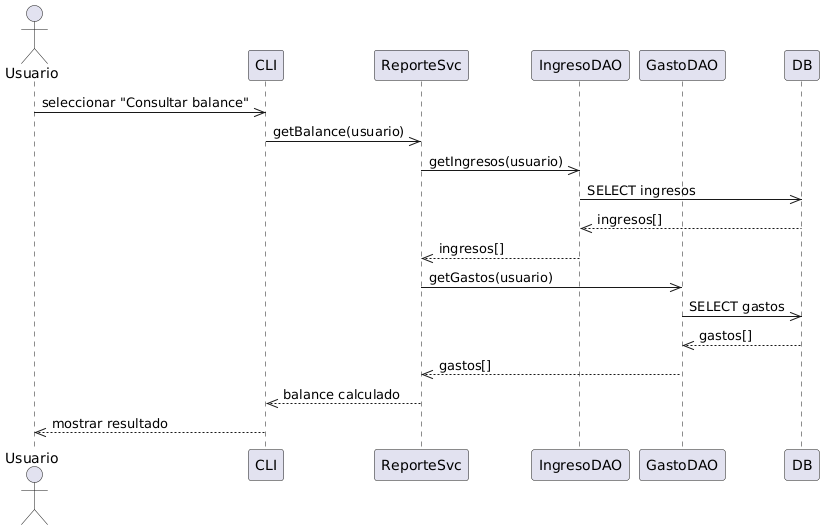 Usuario
CLI
ReporteSvc
IngresoDAO
GastoDAO
DB
seleccionar "Consultar balance"
getBalance(usuario)
getIngresos(usuario)
SELECT ingresos
ingresos[]
ingresos[]
getGastos(usuario)
SELECT gastos
gastos[]
gastos[]
balance calculado
mostrar resultado
Usuario
CLI
ReporteSvc
IngresoDAO
GastoDAO
DB